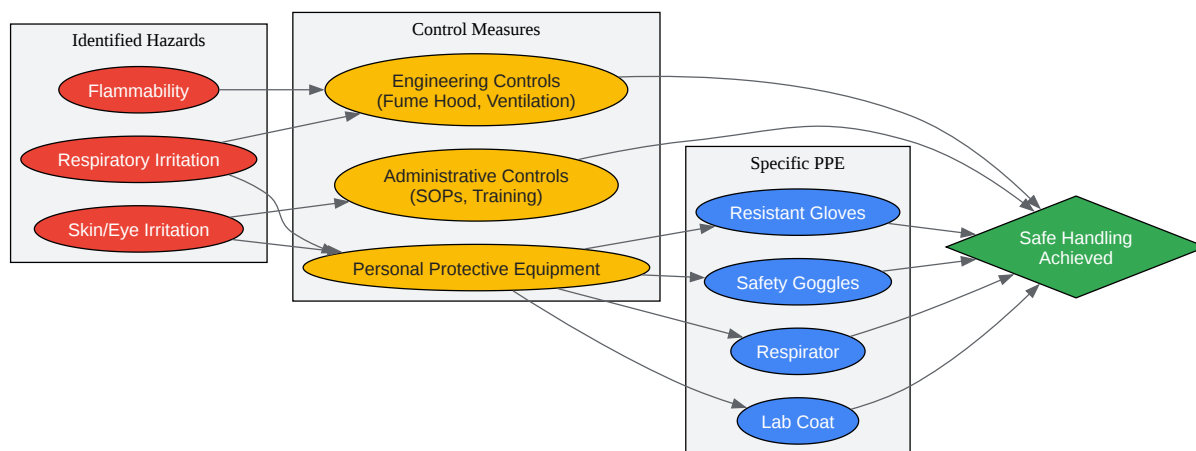 Identified Hazards
Flammability
Respiratory Irritation
Skin/Eye Irritation
Control Measures
Engineering Controls
(Fume Hood, Ventilation)
Administrative Controls
(SOPs, Training)
Personal Protective Equipment
Specific PPE
Resistant Gloves
Safety Goggles
Respirator
Lab Coat
Safe Handling
Achieved